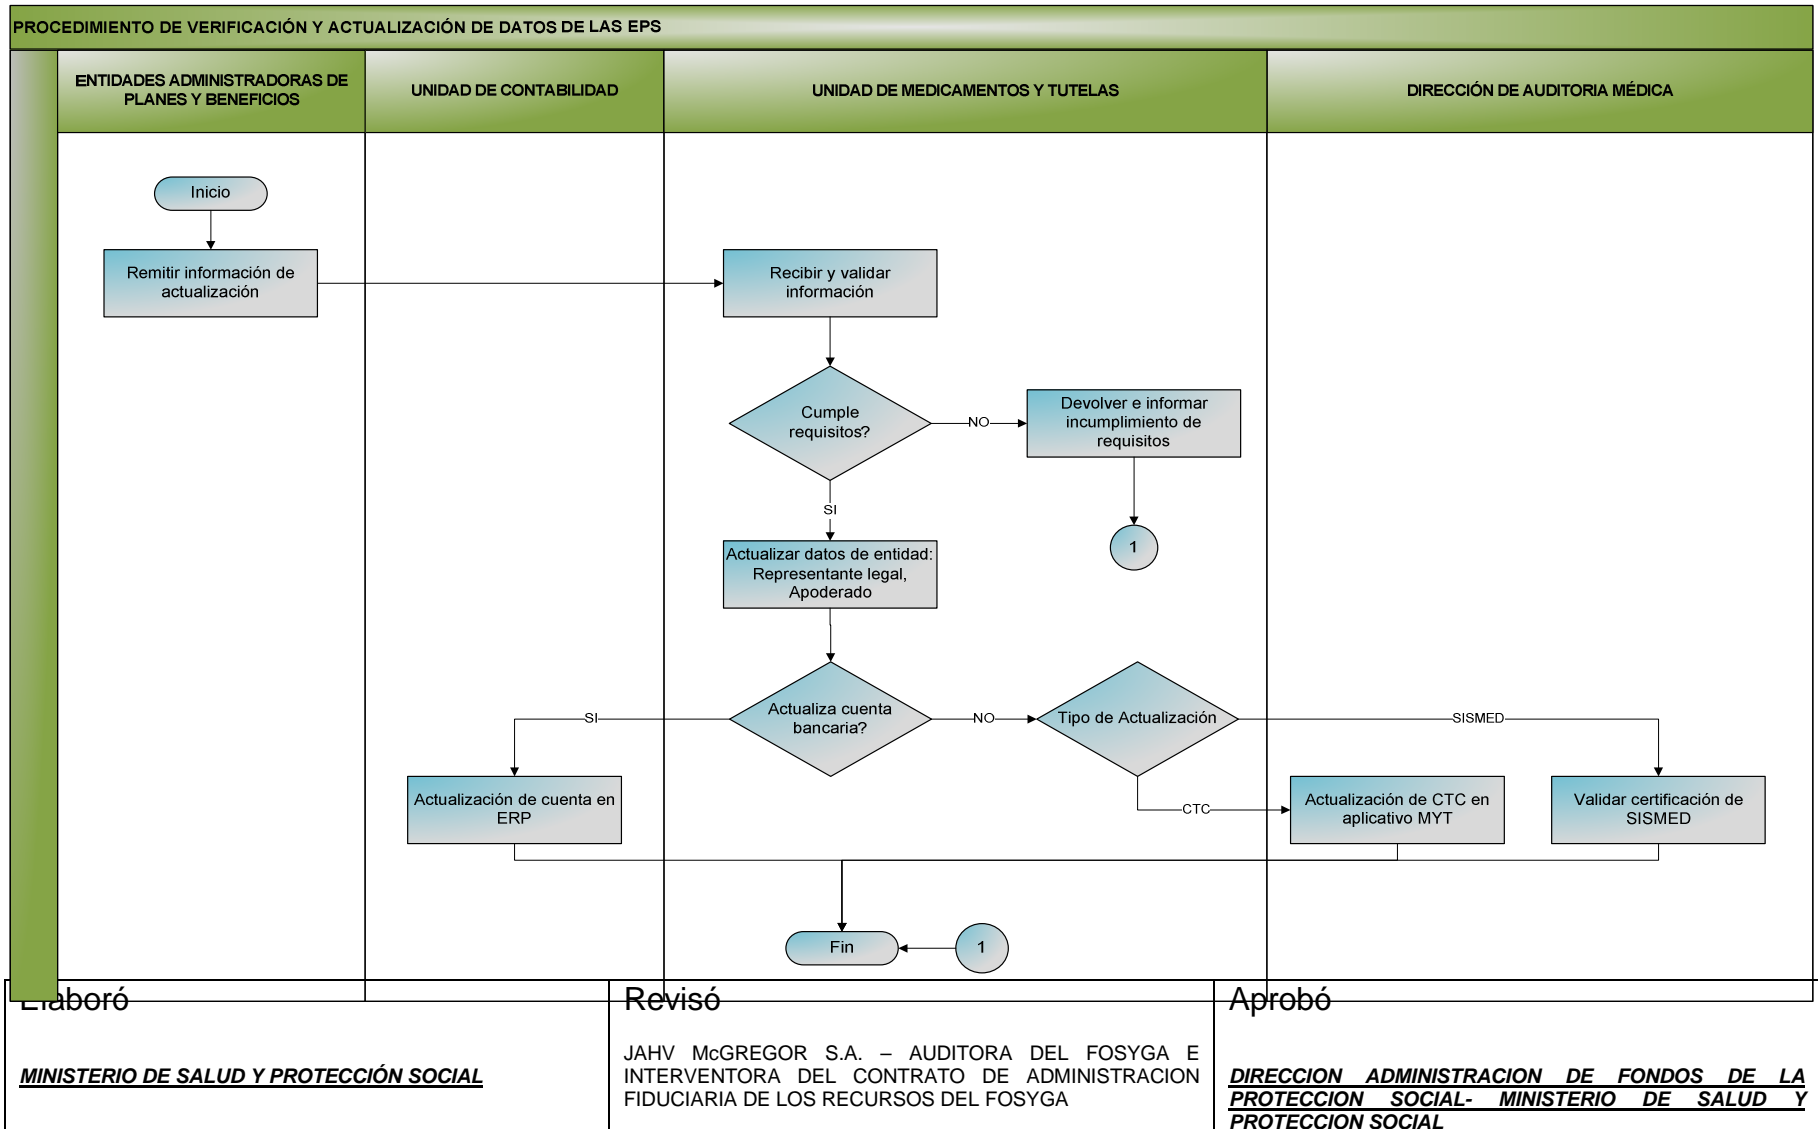 PROCEDIMIENTO DE VERIFICACIÓN Y ACTUALIZACIÓN DE DATOS DE LAS EPS
ENTIDADES ADMINISTRADORAS DE
PLANES Y BENEFICIOS
UNIDAD DE CONTABILIDAD
UNIDAD DE MEDICAMENTOS Y TUTELAS
DIRECCIÓN DE AUDITORIA MÉDICA
Inicio
Remitir información de
actualización
Recibir y validar
información
Cumple
requisitos?
NO
Devolver e informar
incumplimiento de
requisitos
SI
1
Actualizar datos de entidad:
Representante legal,
Apoderado
Actualiza cuenta
bancaria?
SI
NO
Tipo de Actualización
SISMED
CTC
Actualización de cuenta en
ERP
Actualización de CTC en
aplicativo MYT
Validar certificación de
SISMED
Fin
1
Elaboró
MINISTERIO DE SALUD Y PROTECCIÓN SOCIAL
Revisó
JAHV McGREGOR S.A. – AUDITORA DEL FOSYGA E
INTERVENTORA DEL CONTRATO DE ADMINISTRACION
FIDUCIARIA DE LOS RECURSOS DEL FOSYGA
Aprobó
DIRECCION ADMINISTRACION DE FONDOS DE LA
PROTECCION SOCIAL- MINISTERIO DE SALUD Y
PROTECCION SOCIAL